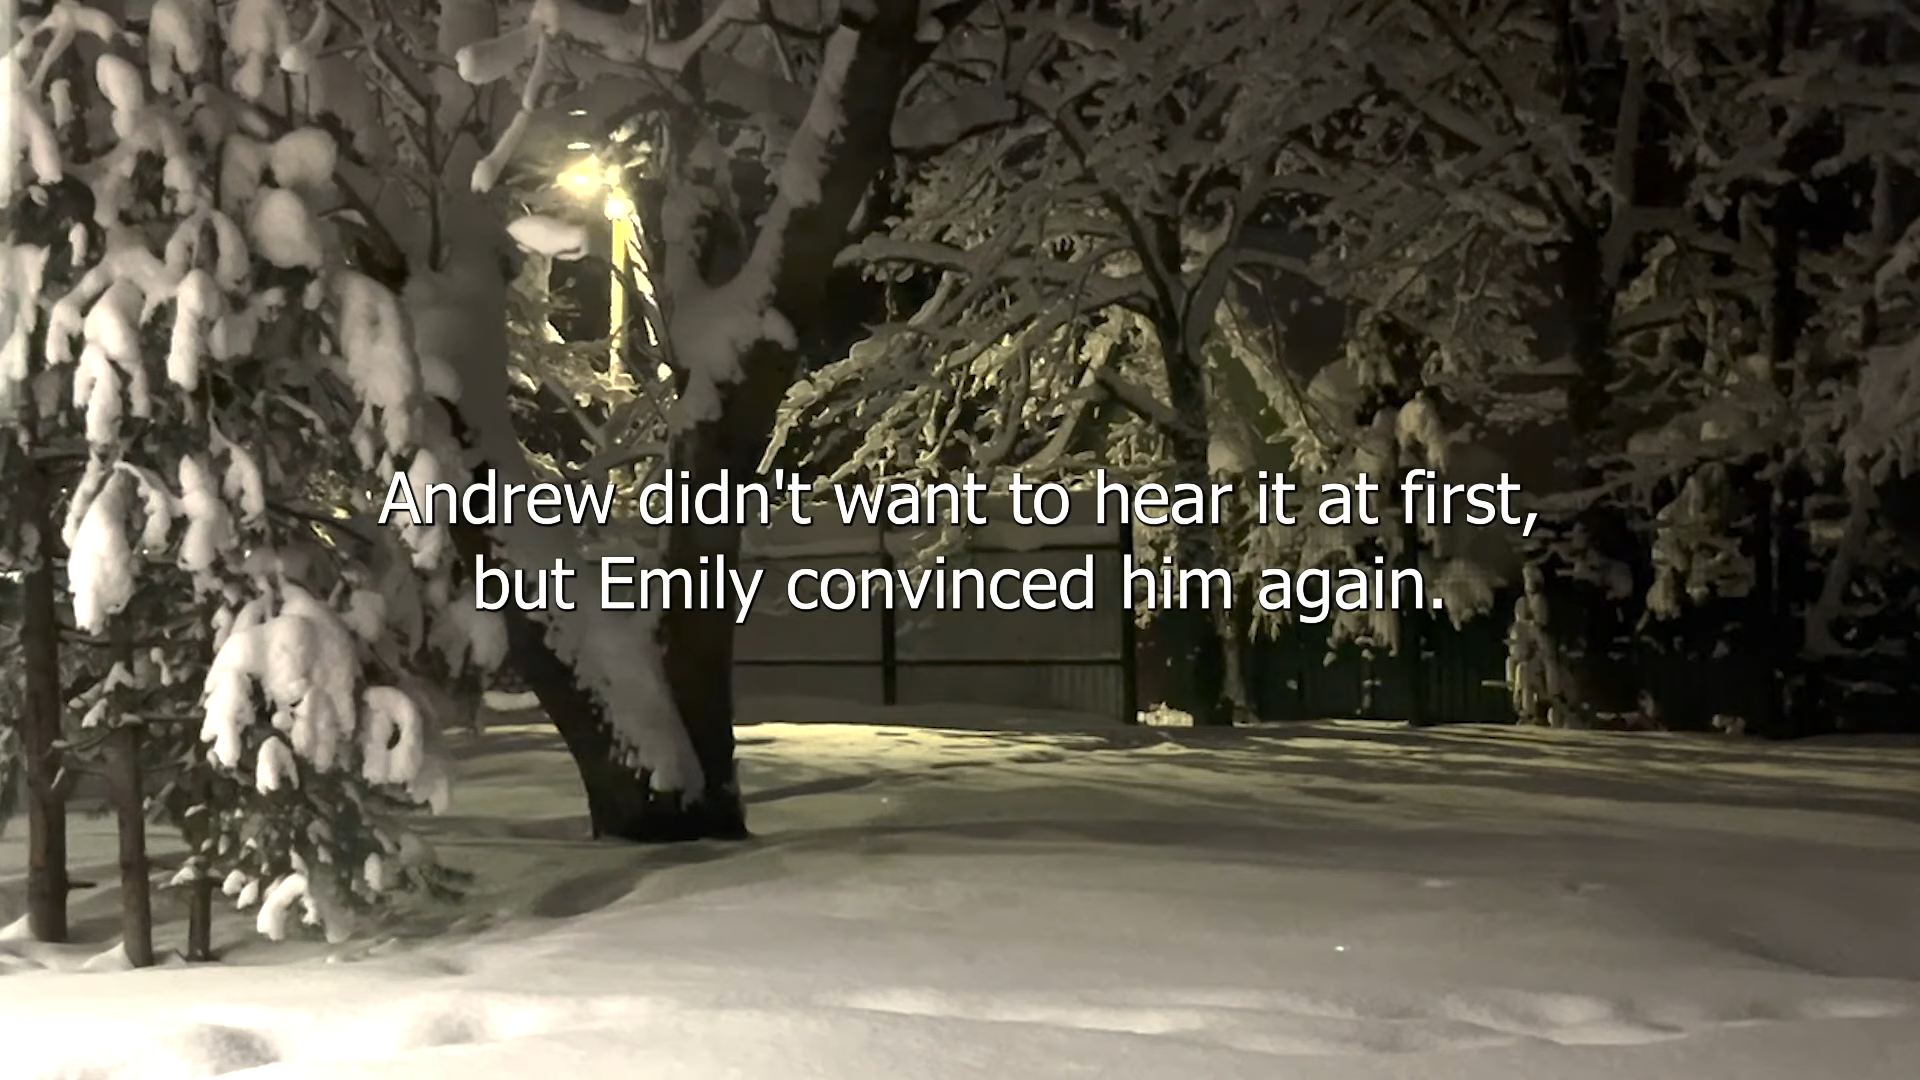 Andrew didn't want to hear it at first,
but Emily convinced him again.